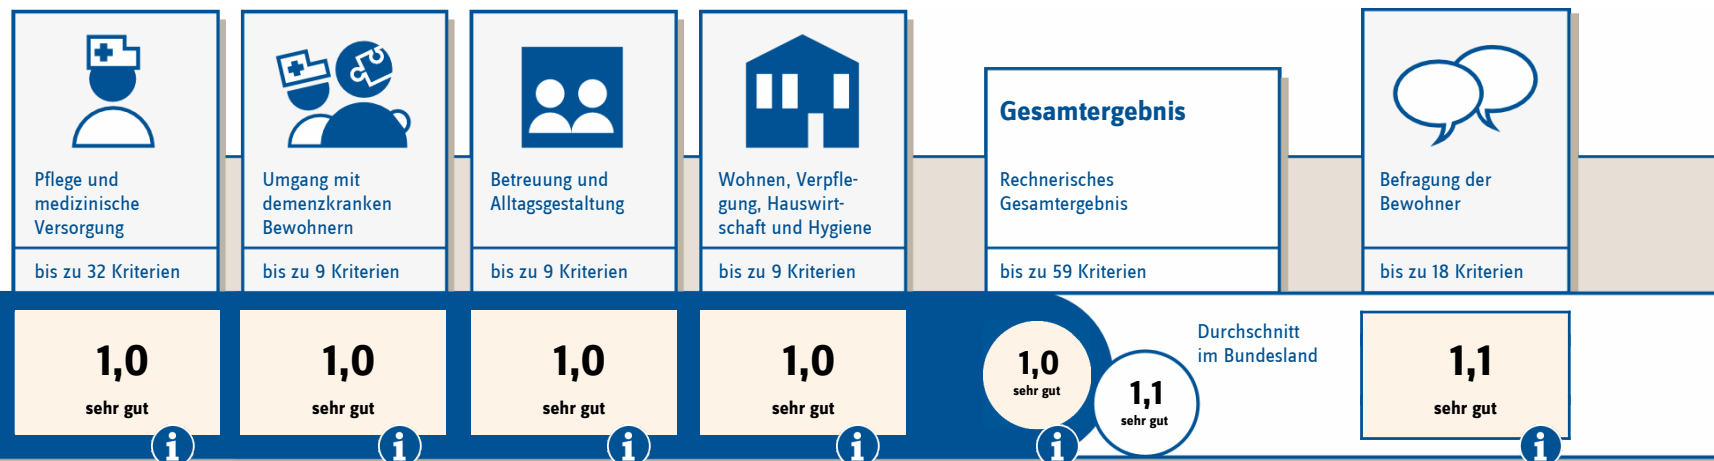 Pflege und
medizinische
Versorgung
bis zu 32 Kriterien
1,0
sehr gut
Umgang mit
demenzkranken
Bewohnern
bis zu 9 Kriterien
1,0
sehr gut
Betreuung und
Alltagsgestaltung
bis zu 9 Kriterien
1,0
sehr gut
Wohnen, Verpfle-
gung, Hauswirt-
schaft und Hygiene
bis zu 9 Kriterien
1,0
sehr gut
Gesamtergebnis
Rechnerisches
Gesamtergebnis
bis zu 59 Kriterien
1,0
sehr gut
Durchschnitt
im Bundesland
1,1
sehr gut
Befragung der
Bewohner
bis zu 18 Kriterien
1,1
sehr gut